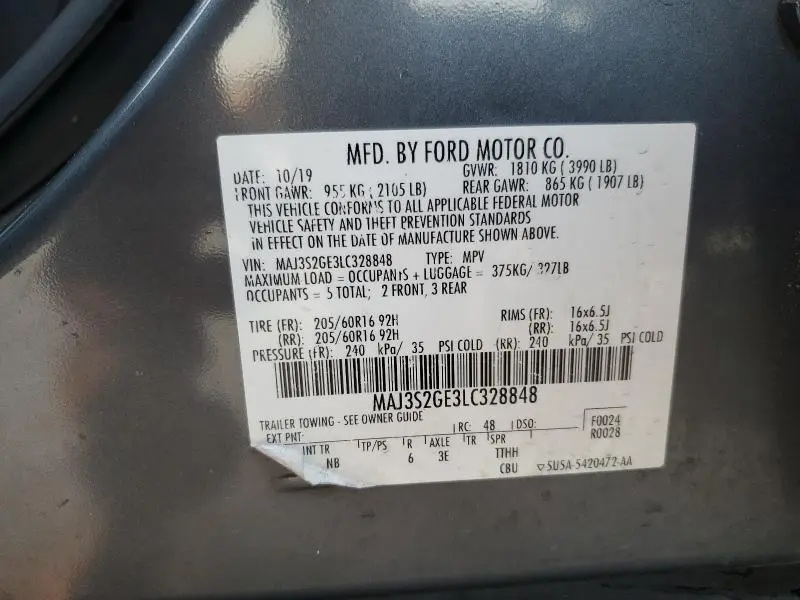 MFD. BY FORD MOTOR CO.
DATE: 10/19 GVWR: 1810 KG ( 3990 LB)
FRONT GAWR: 955 KG ( 2105 LB) REAR GAWR: 865 KG ( 1907 LB)
THIS VEHICLE CONFORMS TO ALL APPLICABLE FEDERAL MOTOR
VEHICLE SAFETY AND THEFT PREVENTION STANDARDS
IN EFFECT ON THE DATE OF MANUFACTURE SHOWN ABOVE.
VIN: MAJ3S2GE3LC328848 TYPE: MPV
MAXIMUM LOAD = OCCUPANTS + LUGGAGE = 375KG/ 827LB
OCCUPANTS = 5 TOTAL; 2 FRONT, 3 REAR
TIRE (FR): 205/60R16 92H RIMS (FR): 16x6.5J
(RR): 205/60R16 92H (RR): 16x6.5J
PRESSURE (FR): 240 kPa/ 35 PSI COLD (RR): 240 kPa/ 35 PSI COLD
MAJ3S2GE3LC328848
TRAILER TOWING - SEE OWNER GUIDE
EXT PNT: RC: 48 DSO: F0024
R0028
INT TR TP/PS R AXLE TR SPR
NB 6 3E TTHH
CBU 5U5A-5420472-AA